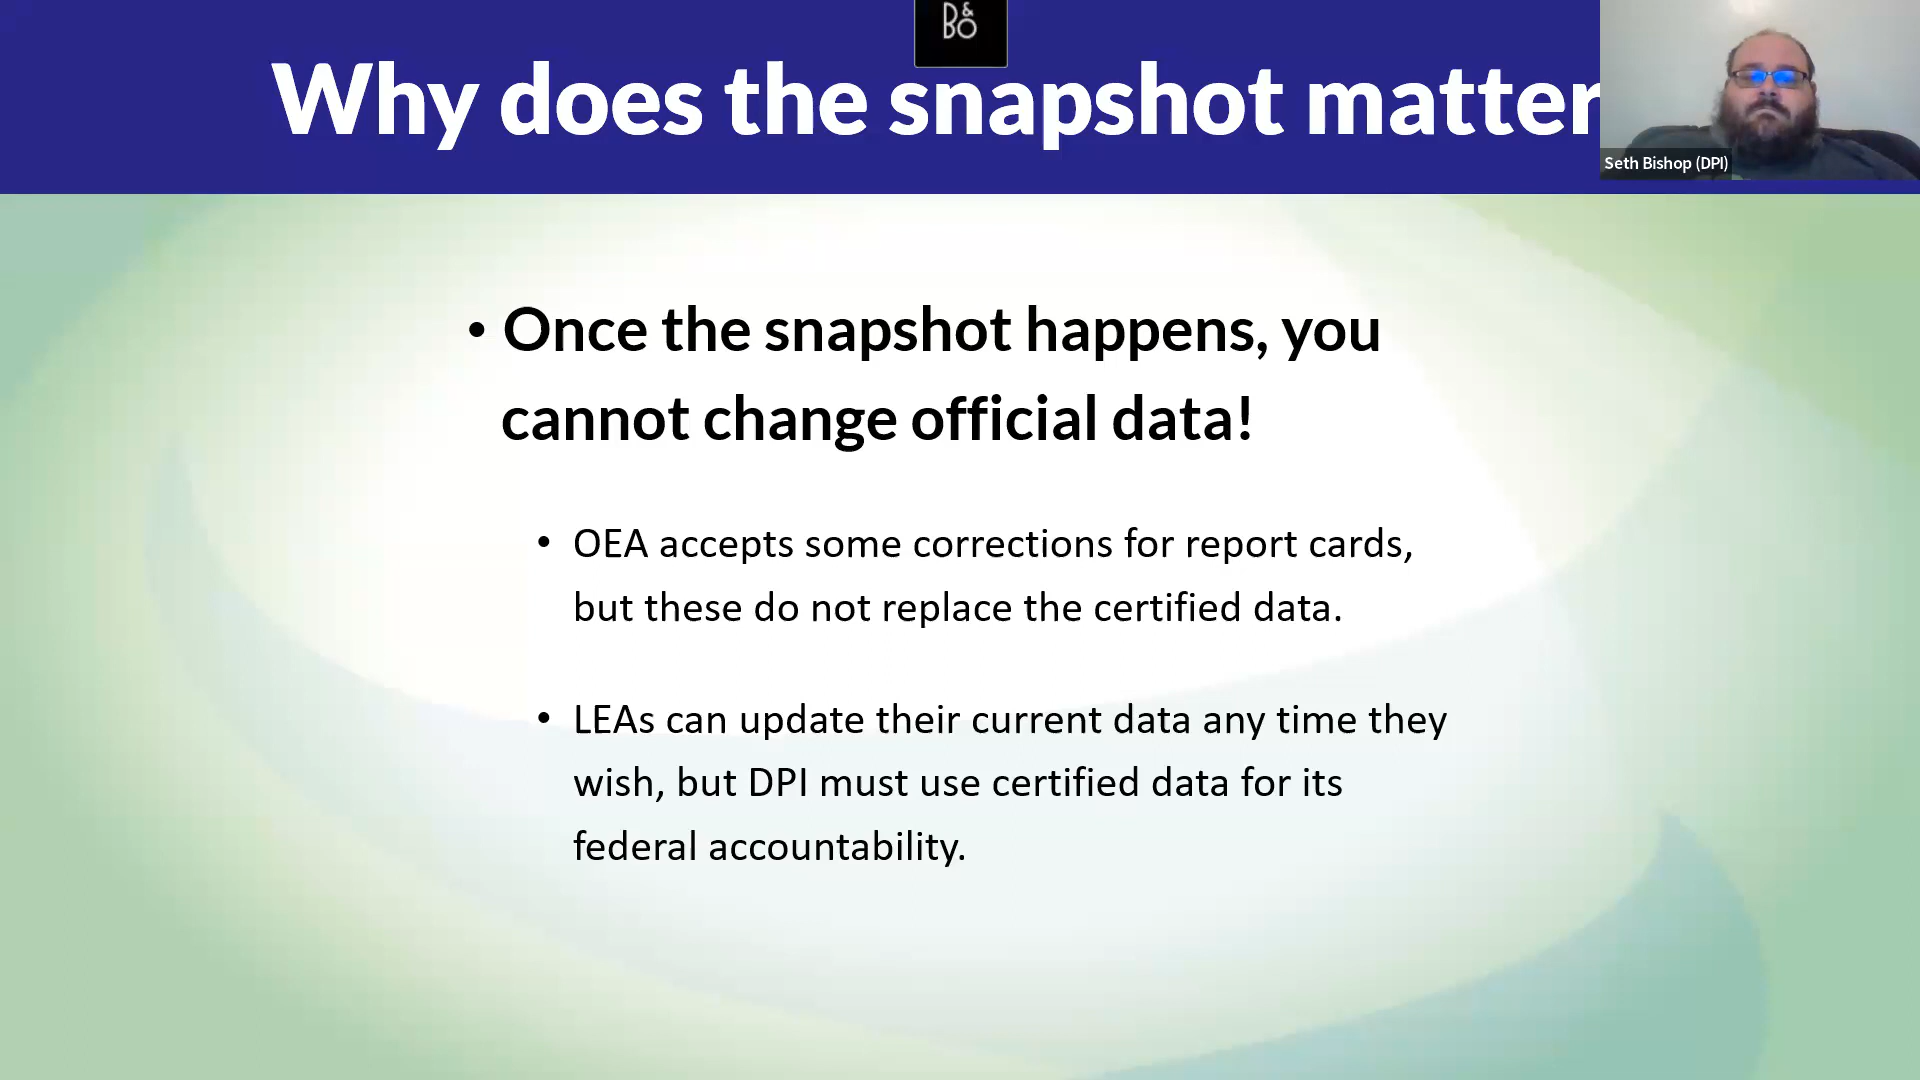 B&O
Why does the snapshot matter
Seth Bishop (DPI)
• Once the snapshot happens, you
cannot change official data!
• OEA accepts some corrections for report cards,
but these do not replace the certified data.
• LEAs can update their current data any time they
wish, but DPI must use certified data for its
federal accountability.